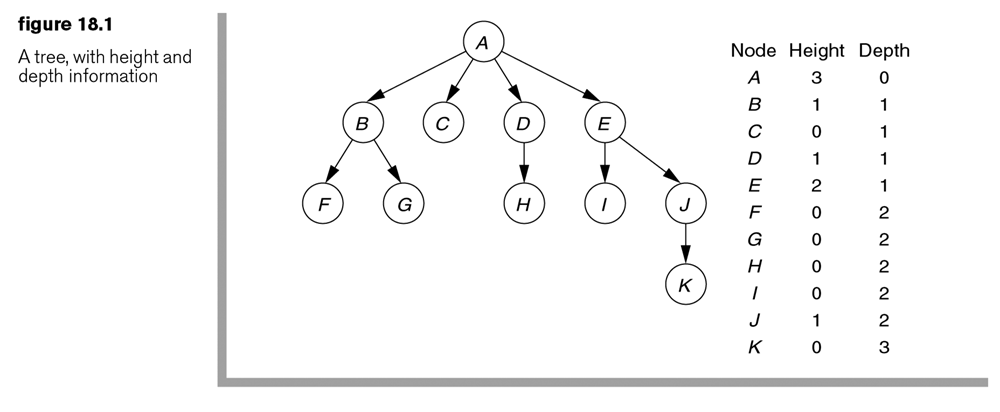 figure 18.1
A tree, with height and
depth information
A
B C D E
F G H I J
K
Node Height Depth
A 3 0
B 1 1
C 0 1
D 1 1
E 2 1
F 0 2
G 0 2
H 0 2
I 0 2
J 1 2
K 0 3